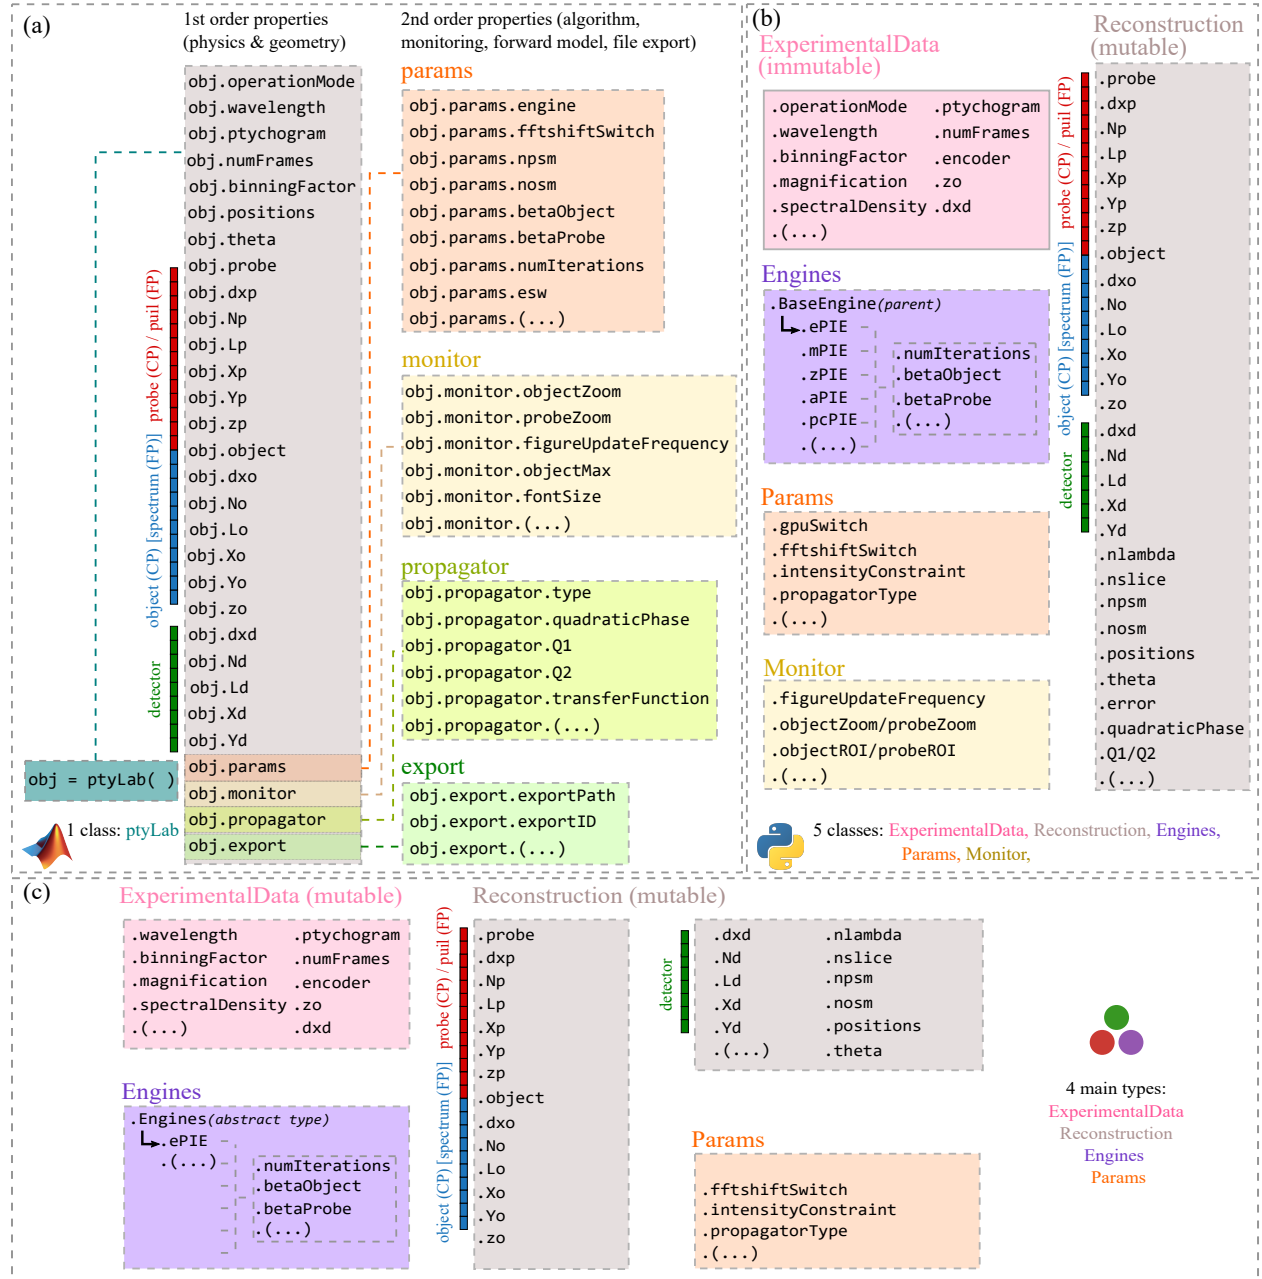 (a)
1st order properties
(physics & geometry)
2nd order properties (algorithm,
monitoring, forward model, file export)
obj.operationMode
obj.wavelength
obj.ptychogram
obj.numFrames
obj.binningFactor
obj.positions
obj.theta
obj.probe
obj.dxp
obj.Np
obj.Lp
obj.Xp
obj.Yp
obj.zp
obj.object
obj.dxo
obj.No
obj.Lo
obj.Xo
obj.Yo
obj.zo
obj.dxd
obj.Nd
obj.Ld
obj.Xd
obj.Yd
obj.params
obj.monitor
obj.propagator
obj.export
probe (CP) / puil (FP)
object (CP) [spectrum (FP)]
detector
obj = ptyLab( )
1 class: ptyLab
params
obj.params.engine
obj.params.fftshiftSwitch
obj.params.npsm
obj.params.nosm
obj.params.betaObject
obj.params.betaProbe
obj.params.numIterations
obj.params.esw
obj.params.(...)
monitor
obj.monitor.objectZoom
obj.monitor.probeZoom
obj.monitor.figureUpdateFrequency
obj.monitor.objectMax
obj.monitor.fontSize
obj.monitor.(...)
propagator
obj.propagator.type
obj.propagator.quadraticPhase
obj.propagator.Q1
obj.propagator.Q2
obj.propagator.transferFunction
obj.propagator.(...)
export
obj.export.exportPath
obj.export.exportID
obj.export.(...)
(b)
ExperimentalData
(immutable)
.operationMode .ptychogram
.wavelength .numFrames
.binningFactor .encoder
.magnification .zo
.spectralDensity .dxd
.(...)
Engines
.BaseEngine(parent)
.ePIE
.mPIE
.zPIE
.aPIE
.pcPIE
.(...)
.numIterations
.betaObject
.betaProbe
.(...)
Params
.gpuSwitch
.fftshiftSwitch
.intensityConstraint
.propagatorType
.(...)
Monitor
.figureUpdateFrequency
.objectZoom/probeZoom
.objectROI/probeROI
.(...)
Reconstruction
(mutable)
probe (CP) / puil (FP)
object (CP) [spectrum (FP)]
detector
.probe
.dxp
.Np
.Lp
.Xp
.Yp
.zp
.object
.dxo
.No
.Lo
.Xo
.Yo
.zo
.dxd
.Nd
.Ld
.Xd
.Yd
.nlambda
.nslice
.npsm
.nosm
.positions
.theta
.error
.quadraticPhase
.Q1/Q2
.(...)
5 classes: ExperimentalData, Reconstruction, Engines,
Params, Monitor,
(c)
ExperimentalData (mutable)
.wavelength .ptychogram
.binningFactor .numFrames
.magnification .encoder
.spectralDensity .zo
.(...) .dxd
Engines
.Engines(abstract type)
.ePIE
.(...)
.numIterations
.betaObject
.betaProbe
.(...)
Reconstruction (mutable)
probe (CP) / puil (FP)
object (CP) [spectrum (FP)]
.probe
.dxp
.Np
.Lp
.Xp
.Yp
.zp
.object
.dxo
.No
.Lo
.Xo
.Yo
.zo
detector
.dxd .nlambda
.Nd .nslice
.Ld .npsm
.Xd .nosm
.Yd .positions
.(...) .theta
Params
.fftshiftSwitch
.intensityConstraint
.propagatorType
.(...)
4 main types:
ExperimentalData
Reconstruction
Engines
Params